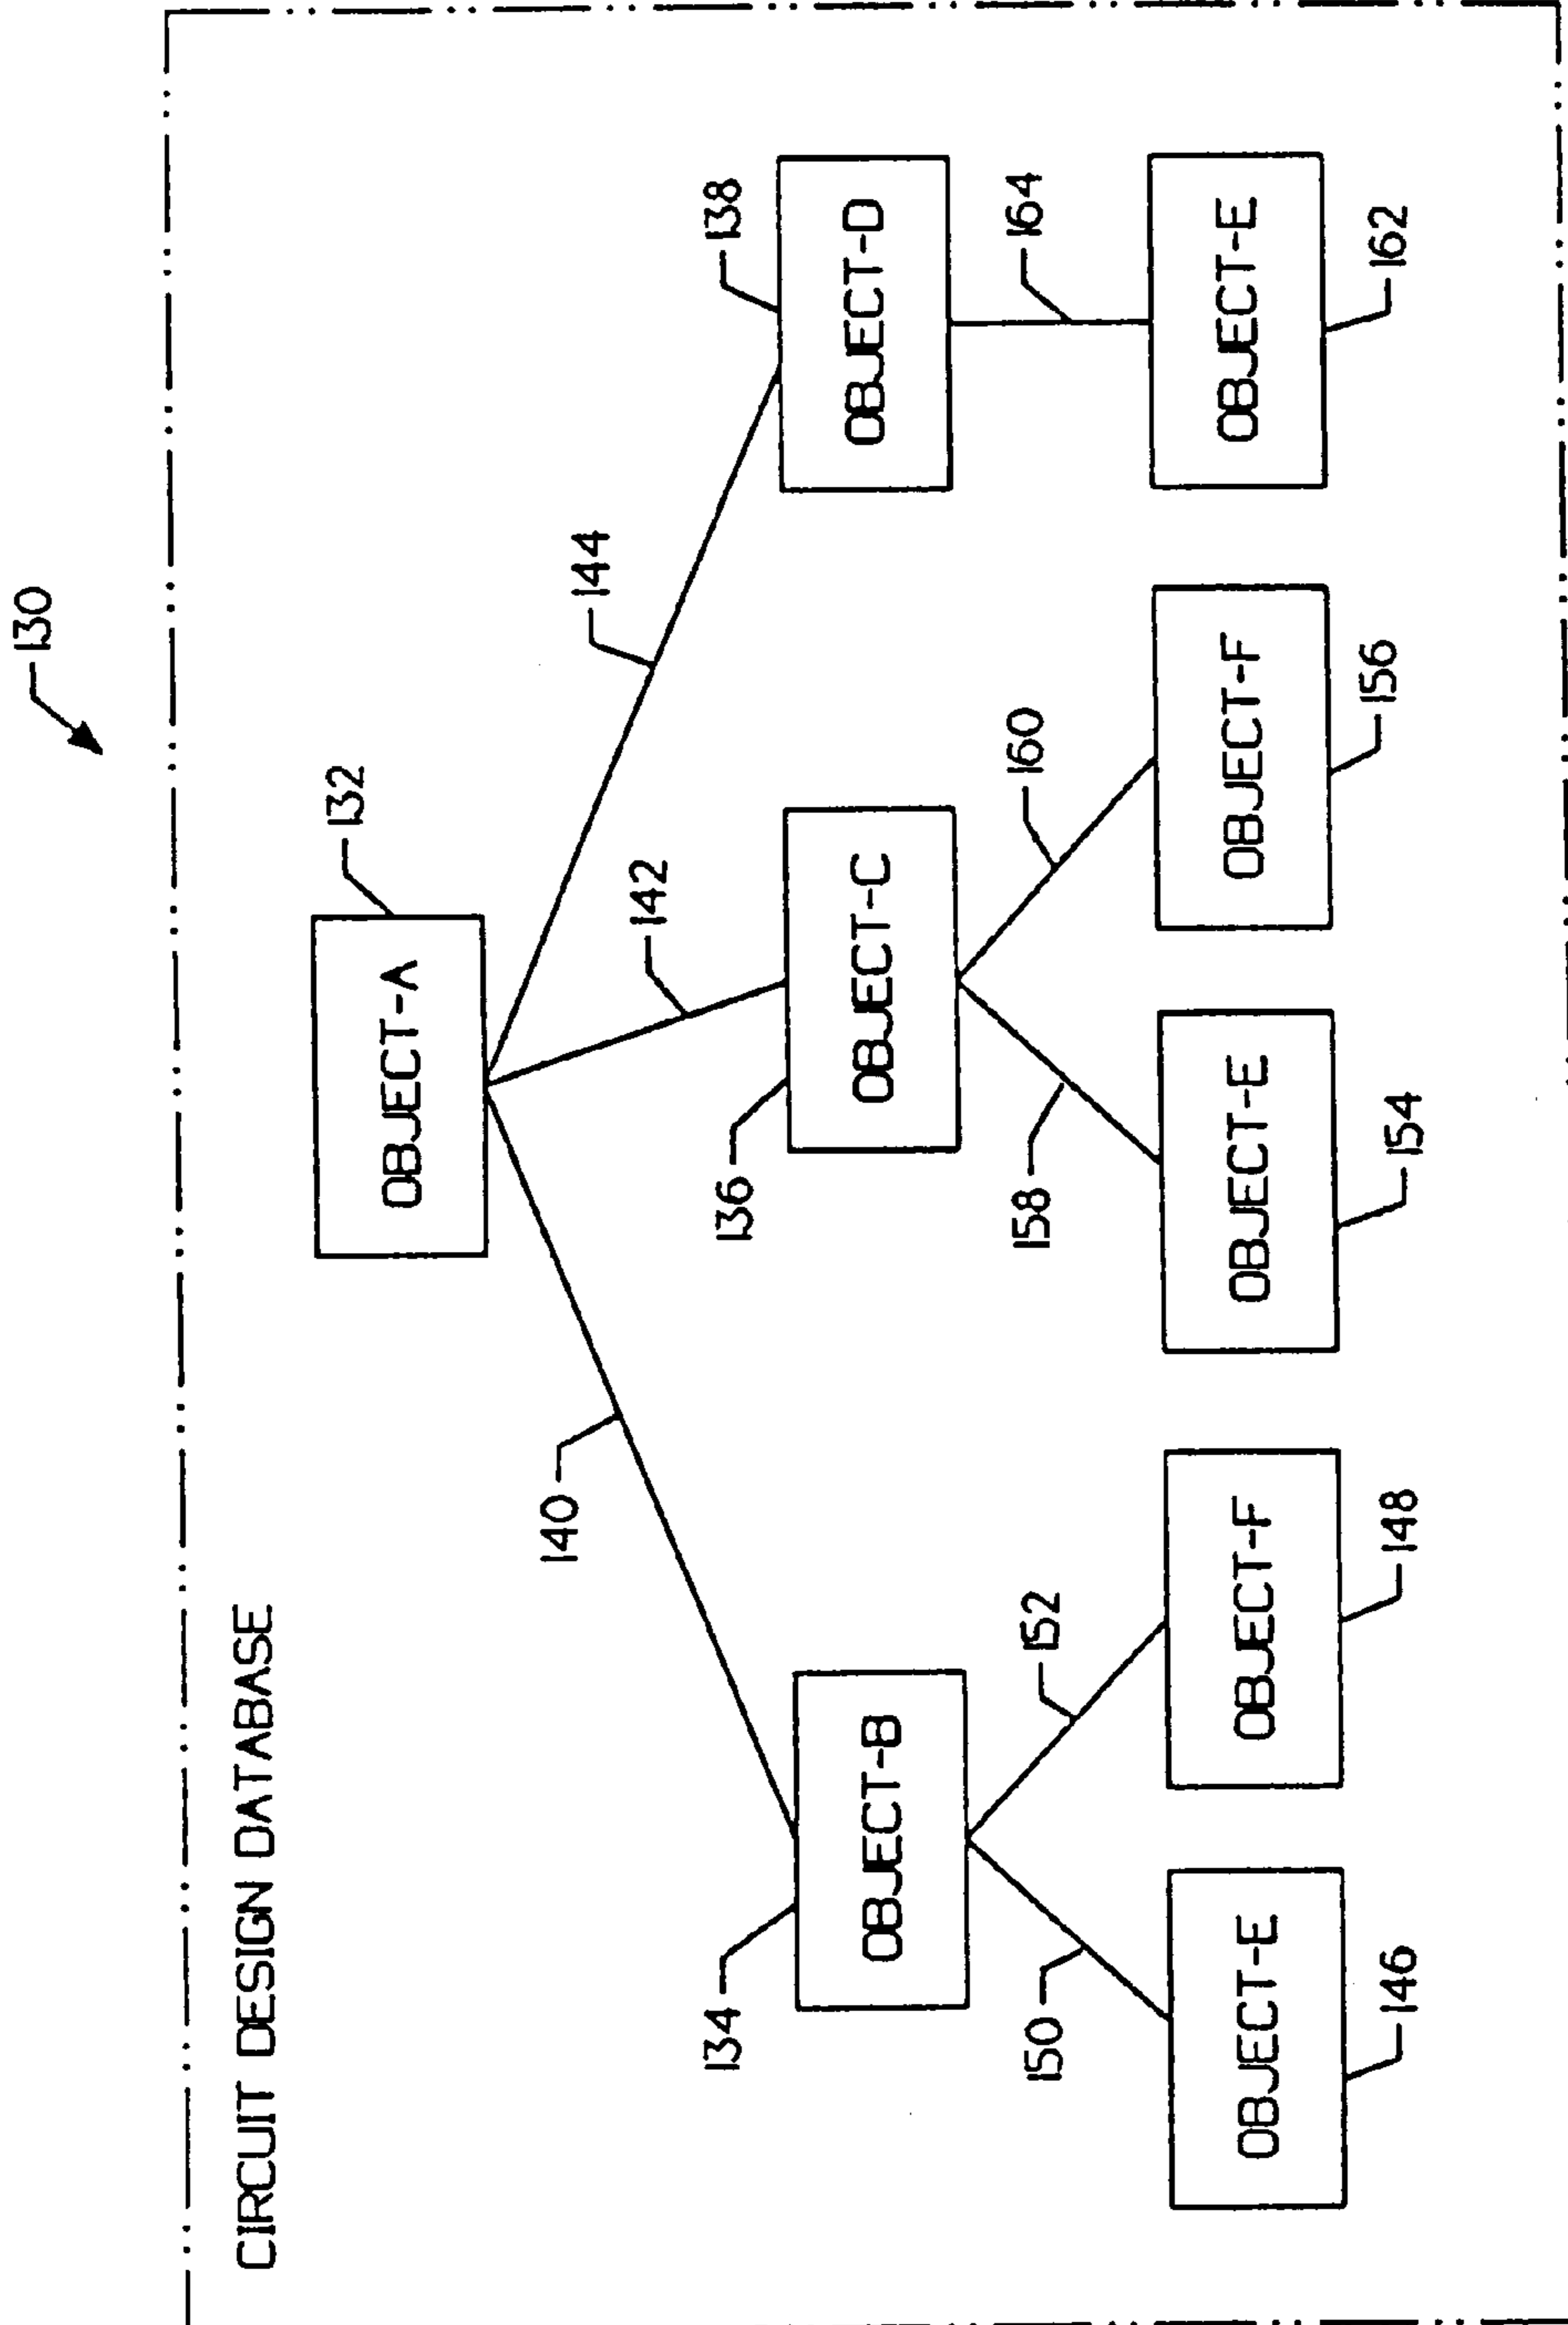 130
CIRCUIT DESIGN DATABASE
OBJECT-A
132
140
142
144
134
136
138
OBJECT-B
OBJECT-C
OBJECT-D
150
152
158
160
164
OBJECT-E
OBJECT-F
OBJECT-E
OBJECT-F
OBJECT-E
146
148
154
156
162